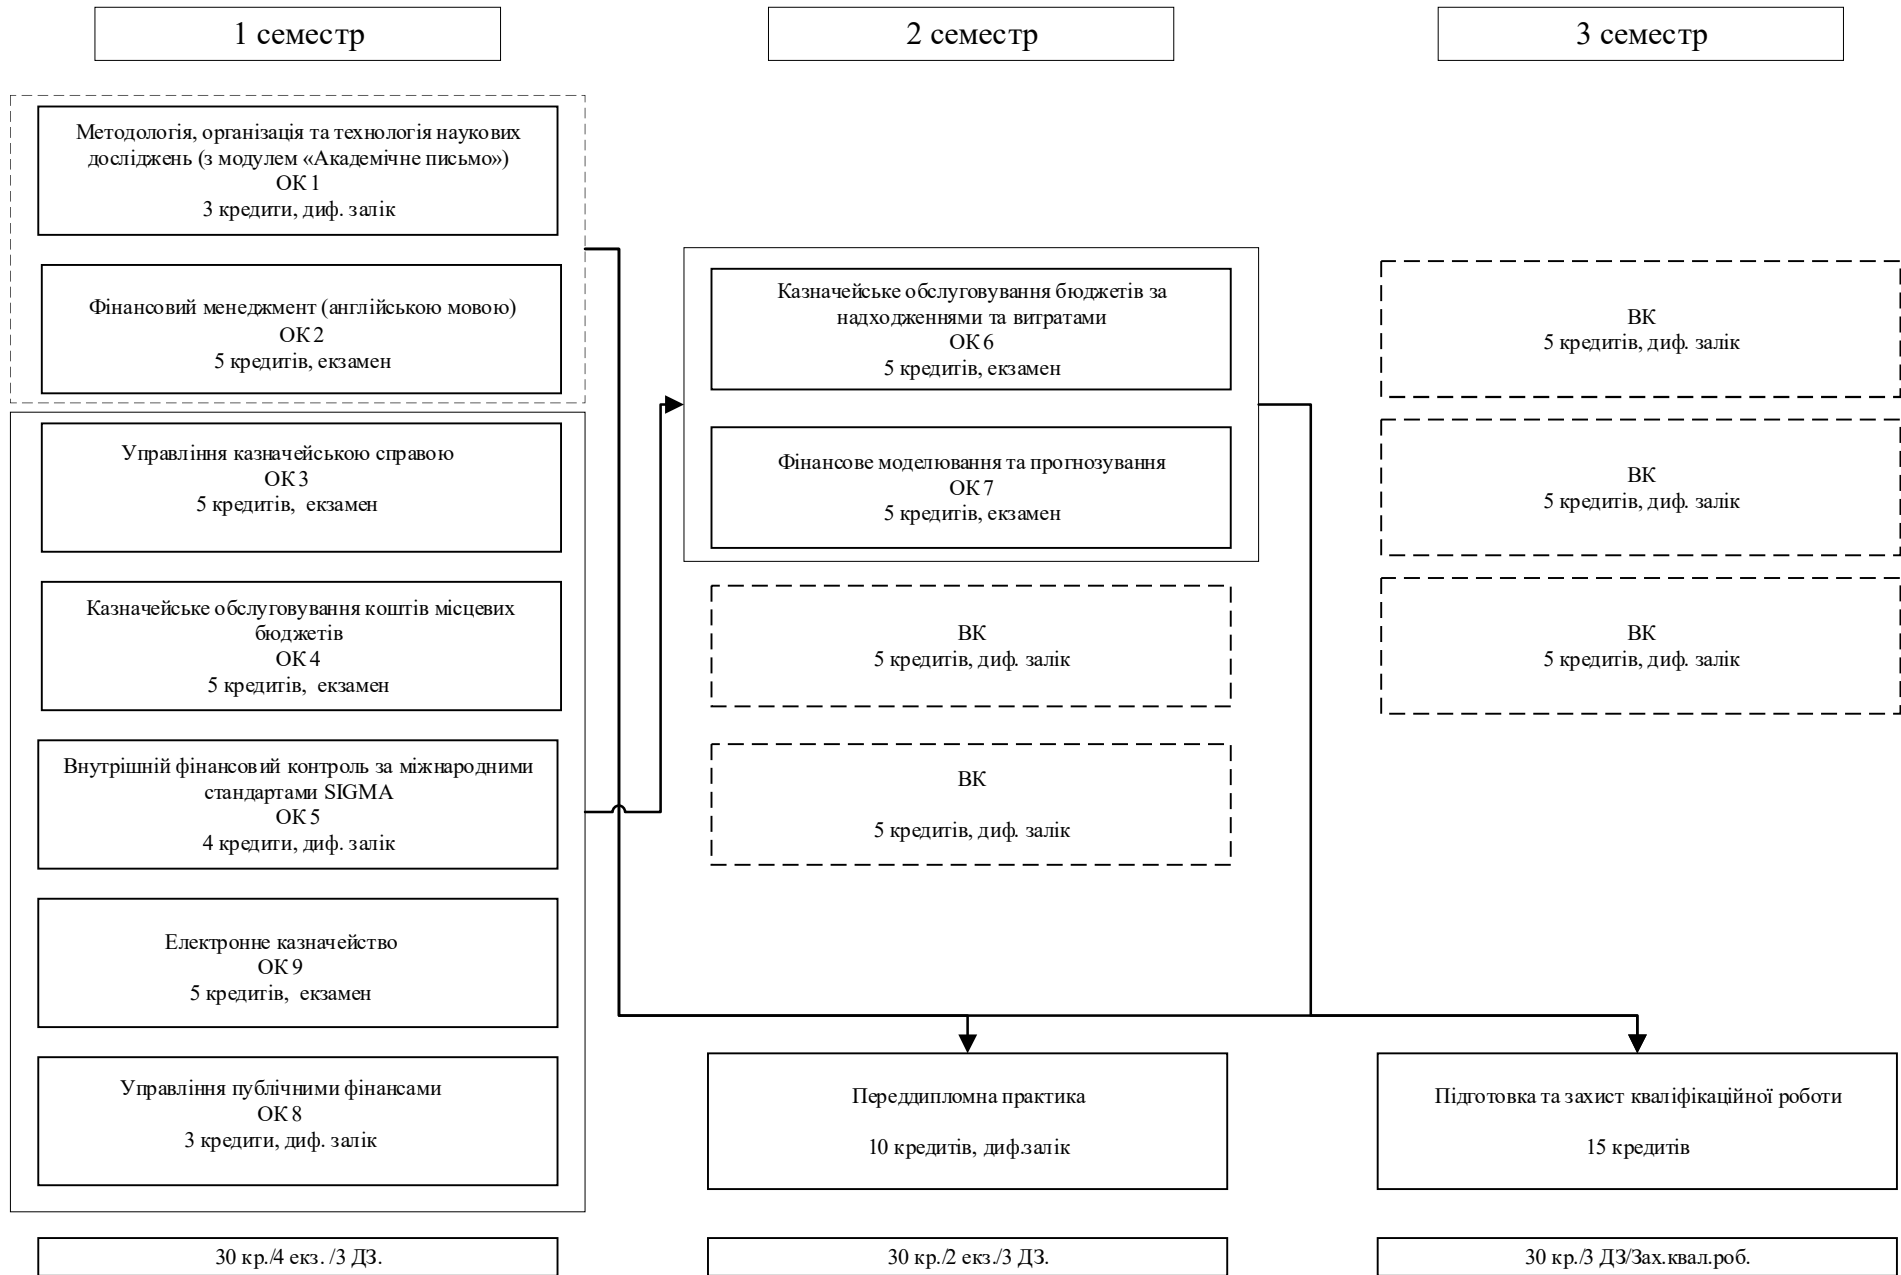 1 семестр
2 семестр
3 семестр
Методологія, організація та технологія наукових
досліджень (з модулем «Академічне письмо»)
ОК 1
3 кредити, диф. залік
Фінансовий менеджмент (англійською мовою)
ОК 2
5 кредитів, екзамен
Управління казначейською справою
ОК 3
5 кредитів, екзамен
Казначейське обслуговування коштів місцевих
бюджетів
ОК 4
5 кредитів, екзамен
Внутрішній фінансовий контроль за міжнародними
стандартами SIGMA
ОК 5
4 кредити, диф. залік
Електронне казначейство
ОК 9
5 кредитів, екзамен
Управління публічними фінансами
ОК 8
3 кредити, диф. залік
30 кр./4 екз. /3 ДЗ.
Казначейське обслуговування бюджетів за
надходженнями та витратами
ОК 6
5 кредитів, екзамен
Фінансове моделювання та прогнозування
ОК 7
5 кредитів, екзамен
ВК
5 кредитів, диф. залік
ВК
5 кредитів, диф. залік
Переддипломна практика
10 кредитів, диф.залік
30 кр./2 екз./3 ДЗ.
ВК
5 кредитів, диф. залік
ВК
5 кредитів, диф. залік
ВК
5 кредитів, диф. залік
Підготовка та захист кваліфікаційної роботи
15 кредитів
30 кр./3 ДЗ/Зах.квал.роб.